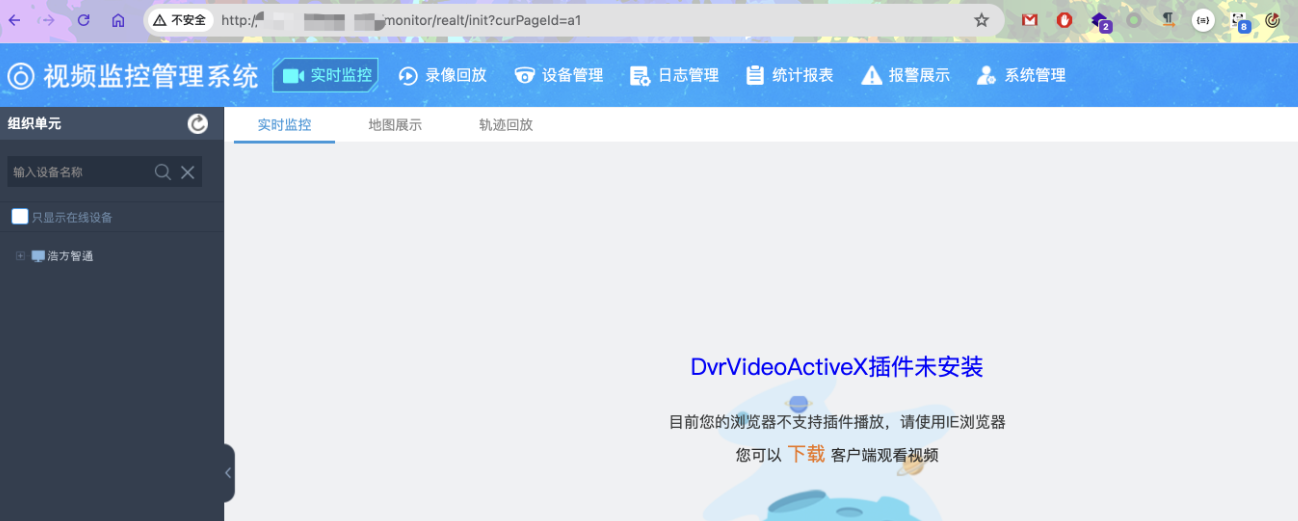 不安全 http:/ monitor/realt/init?curPageId=a1
2
8
视频监控管理系统 实时监控 录像回放 设备管理 日志管理 统计报表 报警展示 系统管理
组织单元
实时监控 地图展示 轨迹回放
输入设备名称
只显示在线设备
浩方智通
DvrVideoActiveX插件未安装
目前您的浏览器不支持插件播放，请使用IE浏览器
您可以 下载 客户端观看视频